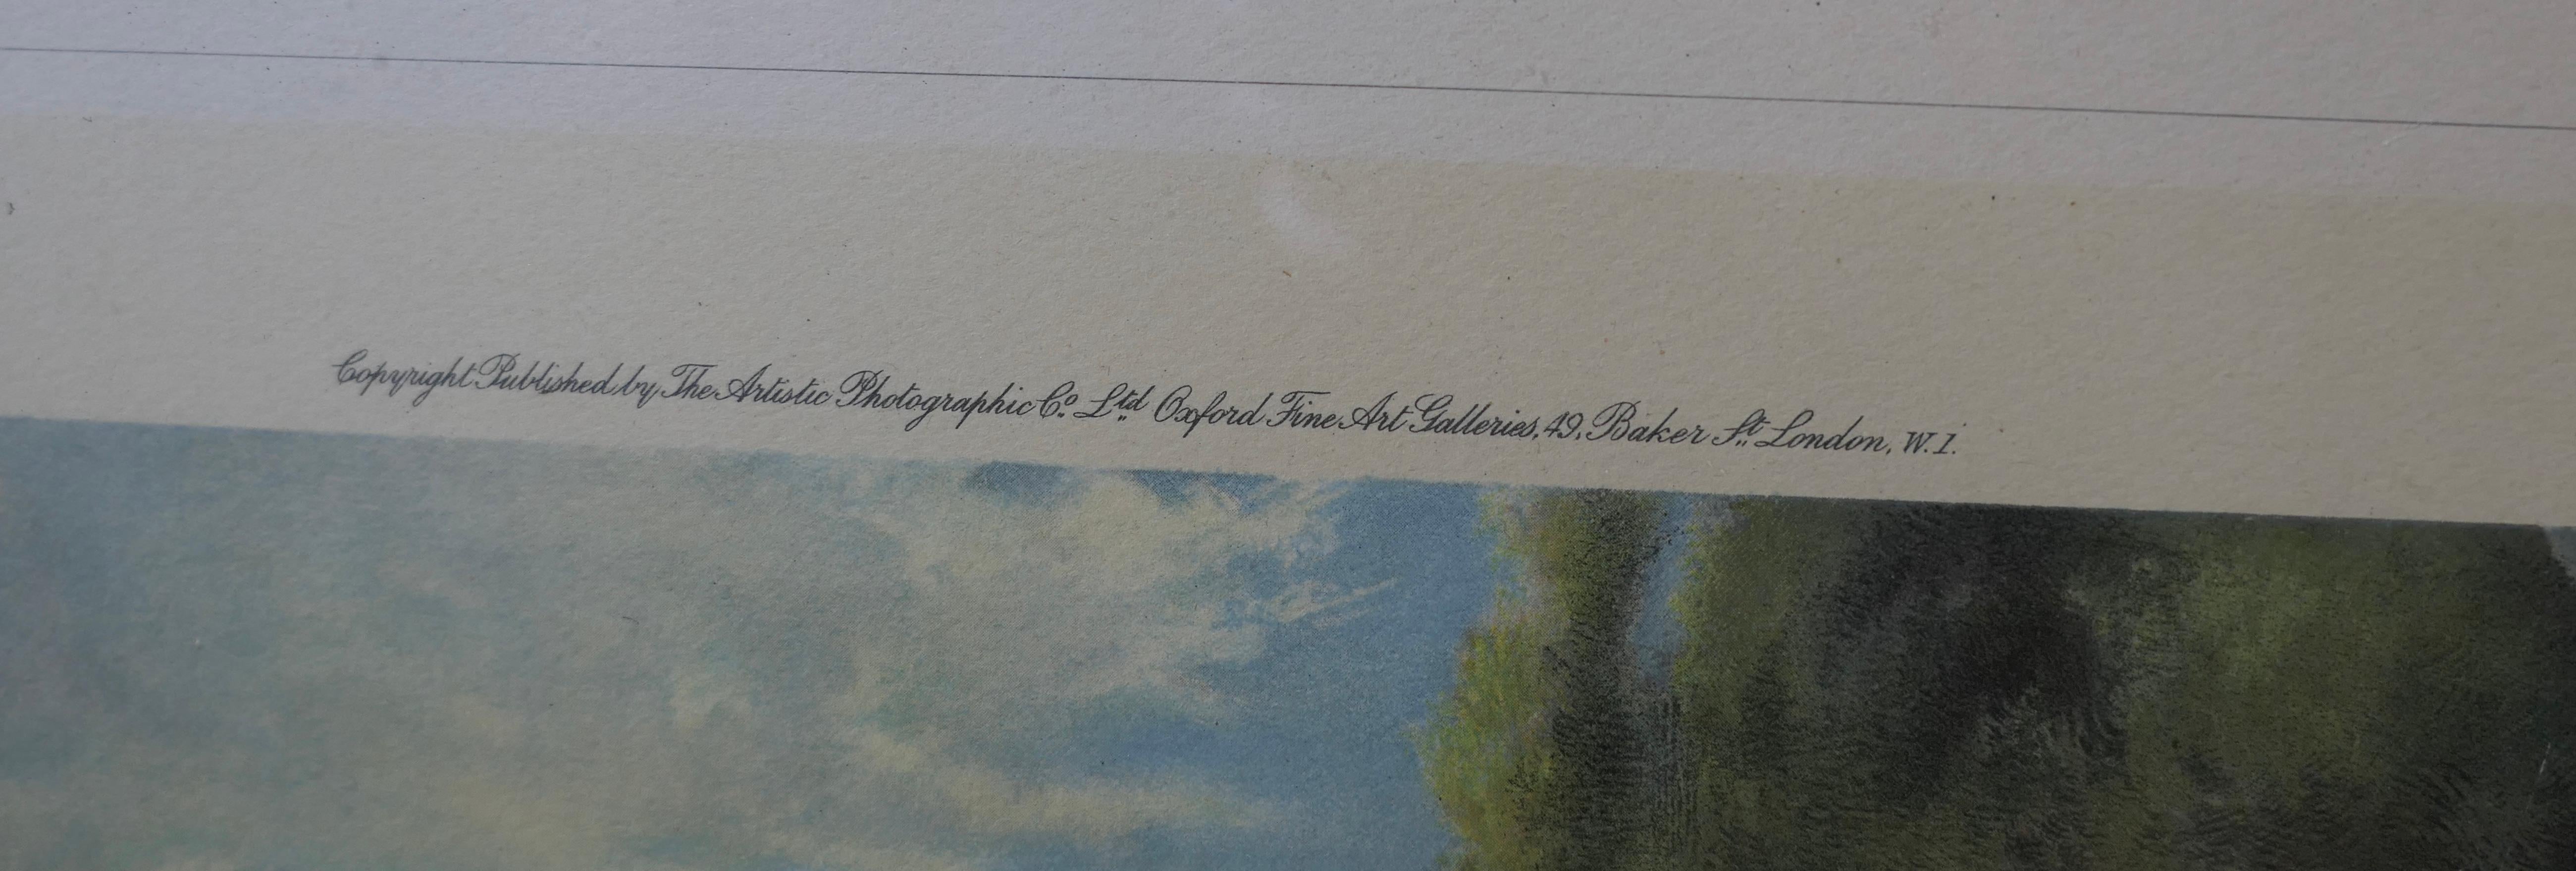 Copyright Published by The Artistic Photographic Co. Ltd Oxford Fine Art Galleries, 49, Baker St. London, W.1.